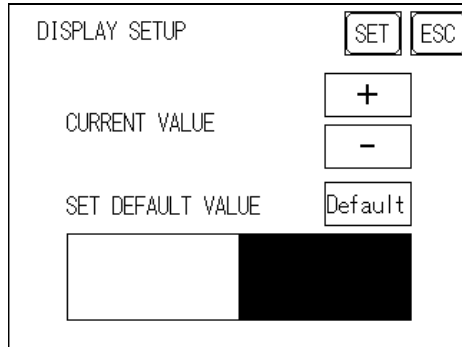 DISPLAY SETUP SET ESC
+
CURRENT VALUE
-
SET DEFAULT VALUE Default